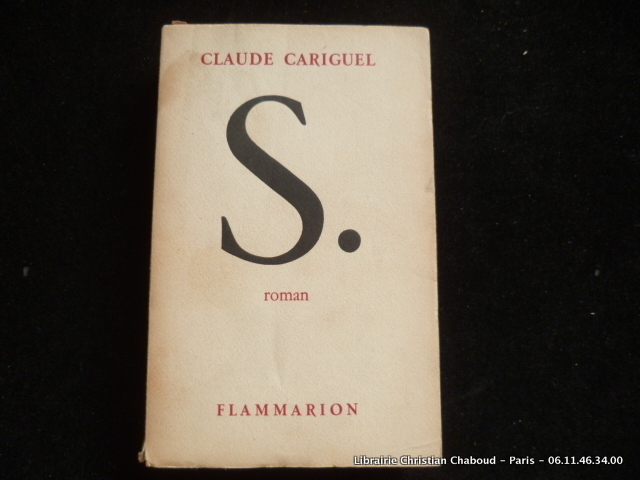 CLAUDE CARIGUEL
S.
roman
FLAMMARION
Librairie Christian Chaboud - Paris - 06.11.46.34.00